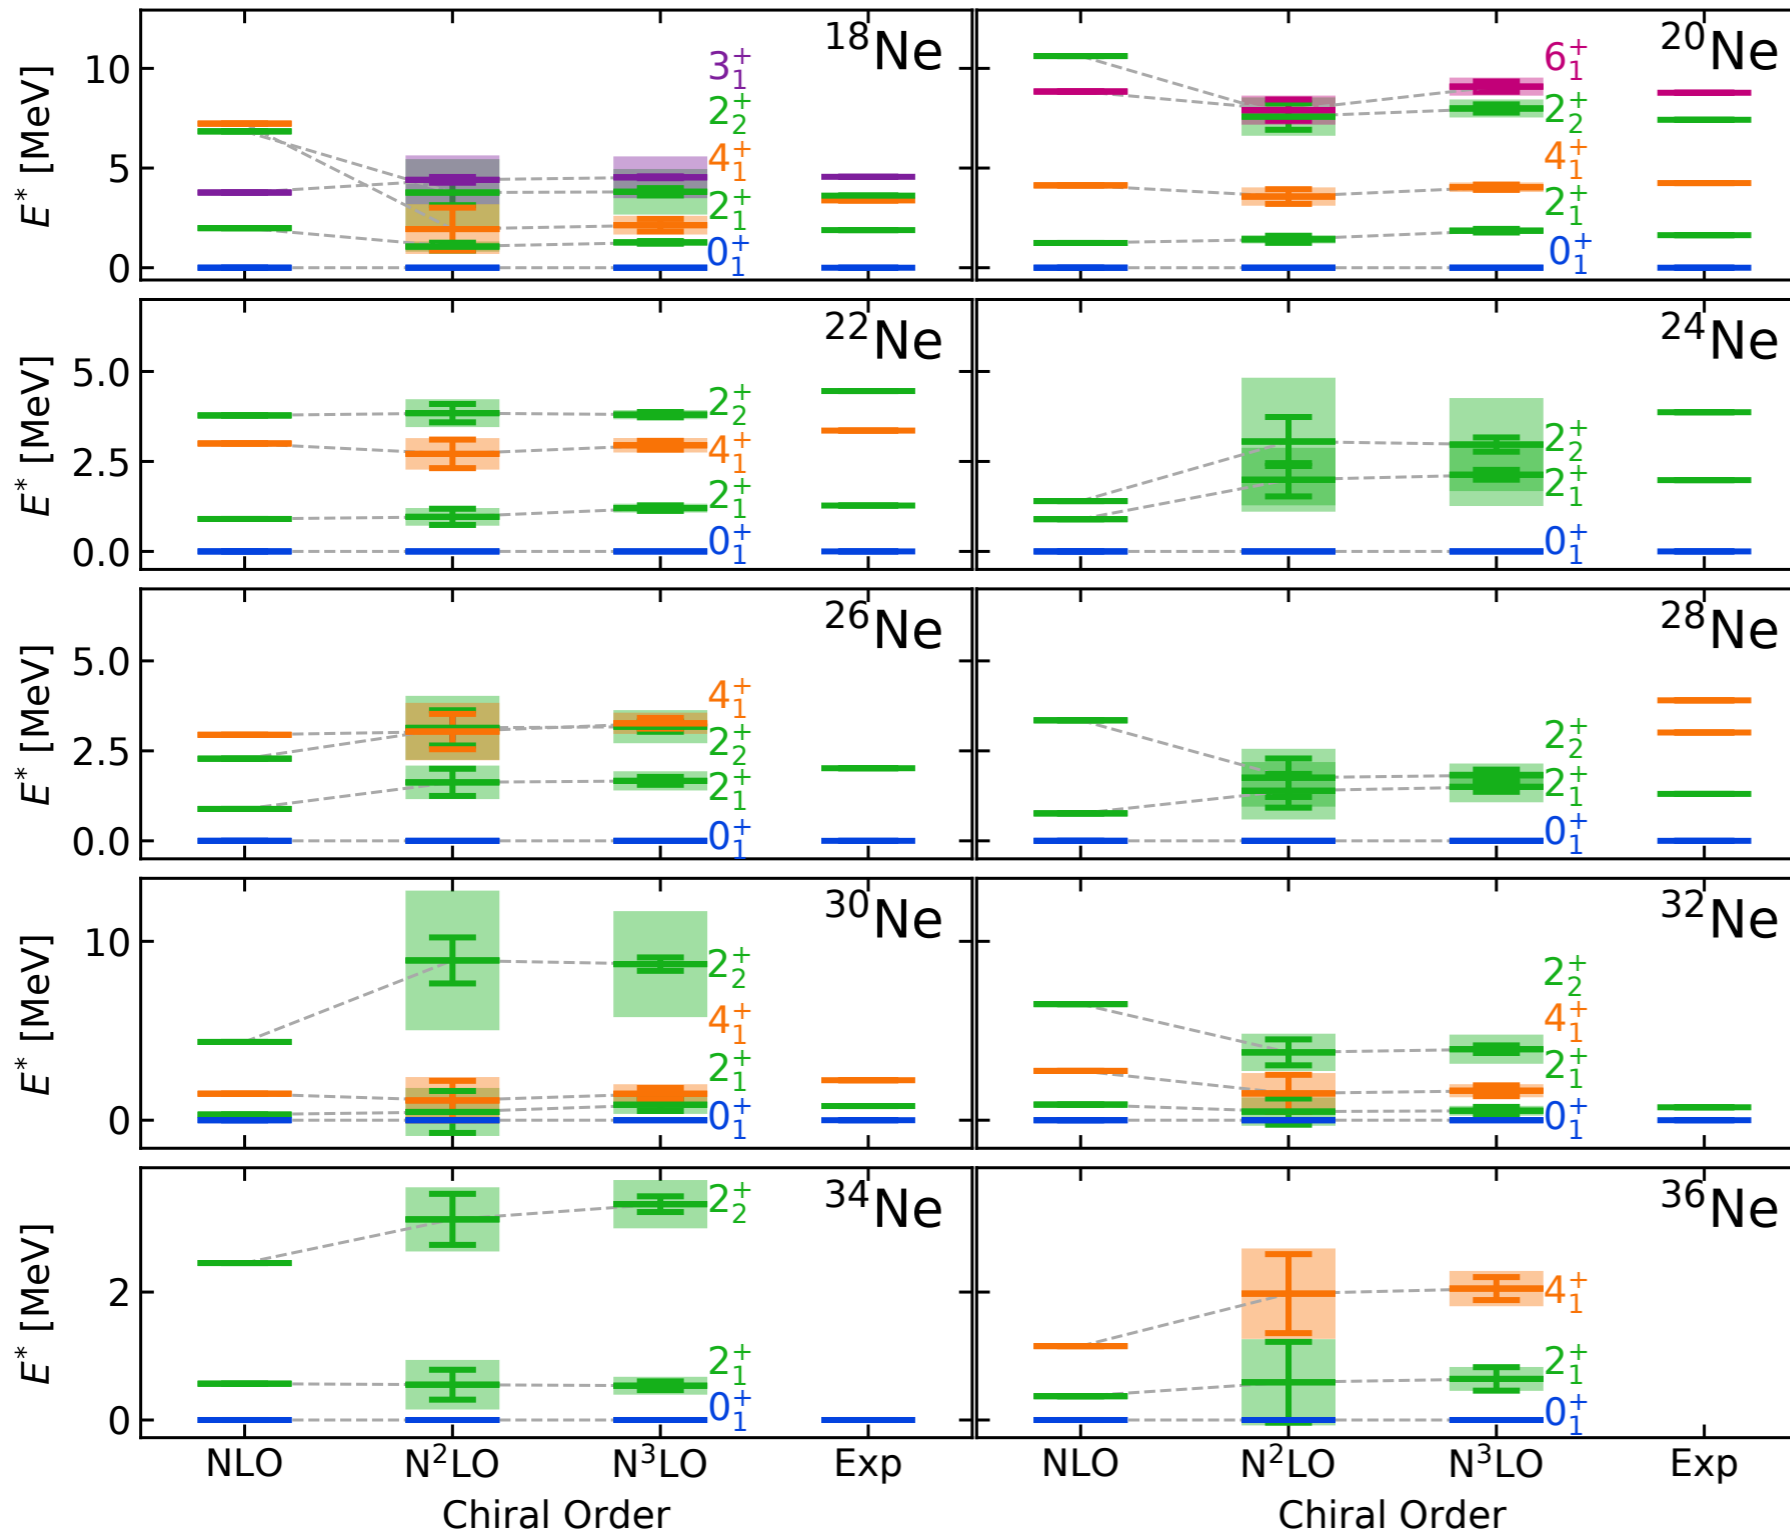 E* [MeV]
10
5
0
¹⁸Ne
3₁⁺
2₂⁺
4₁⁺
2₁⁺
0₁⁺
²⁰Ne
6₁⁺
2₂⁺
4₁⁺
2₁⁺
0₁⁺
E* [MeV]
5.0
2.5
0.0
²²Ne
2₂⁺
4₁⁺
2₁⁺
0₁⁺
²⁴Ne
2₂⁺
2₁⁺
0₁⁺
E* [MeV]
5.0
2.5
0.0
²⁶Ne
4₁⁺
2₂⁺
2₁⁺
0₁⁺
²⁸Ne
2₂⁺
2₁⁺
0₁⁺
E* [MeV]
10
0
³⁰Ne
2₂⁺
4₁⁺
2₁⁺
0₁⁺
³²Ne
2₂⁺
4₁⁺
2₁⁺
0₁⁺
E* [MeV]
2
0
³⁴Ne
2₂⁺
2₁⁺
0₁⁺
³⁶Ne
4₁⁺
2₁⁺
0₁⁺
NLO N²LO N³LO Exp
NLO N²LO N³LO Exp
Chiral Order
Chiral Order